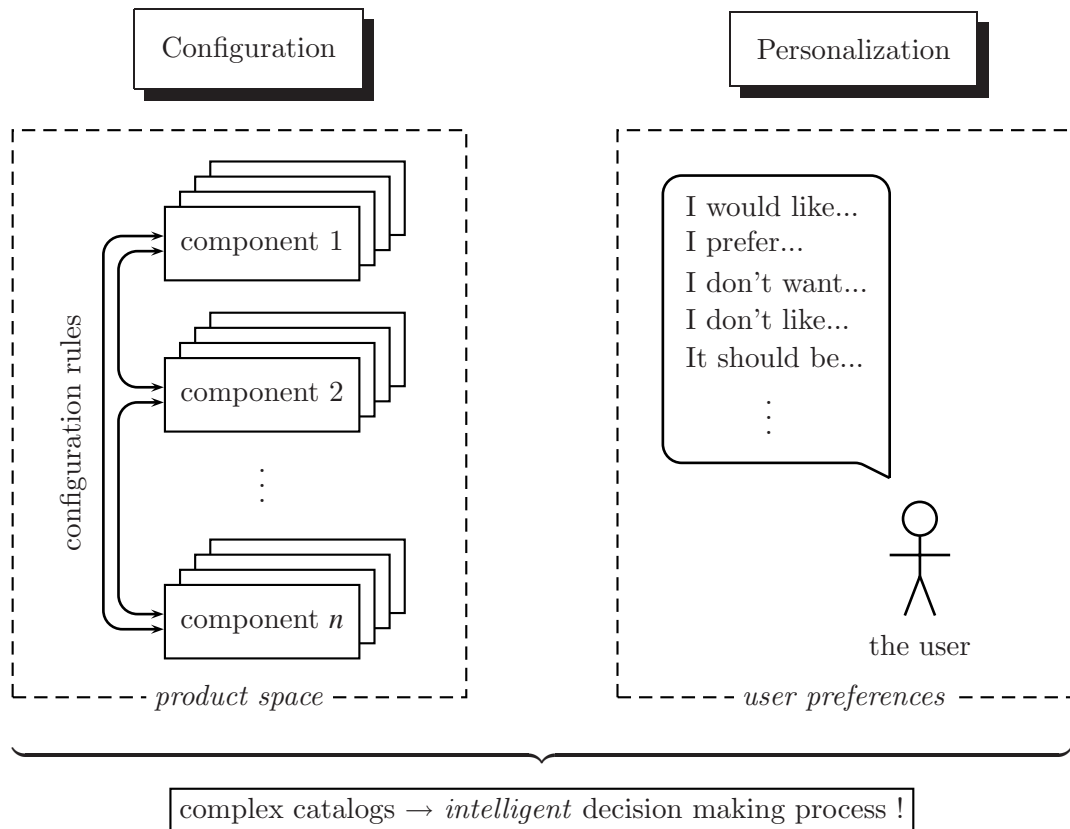 Configuration
Personalization
configuration rules
component 1
component 2
⋮
component n
product space
I would like...
I prefer...
I don't want...
I don't like...
It should be...
⋮
the user
user preferences
complex catalogs → intelligent decision making process !